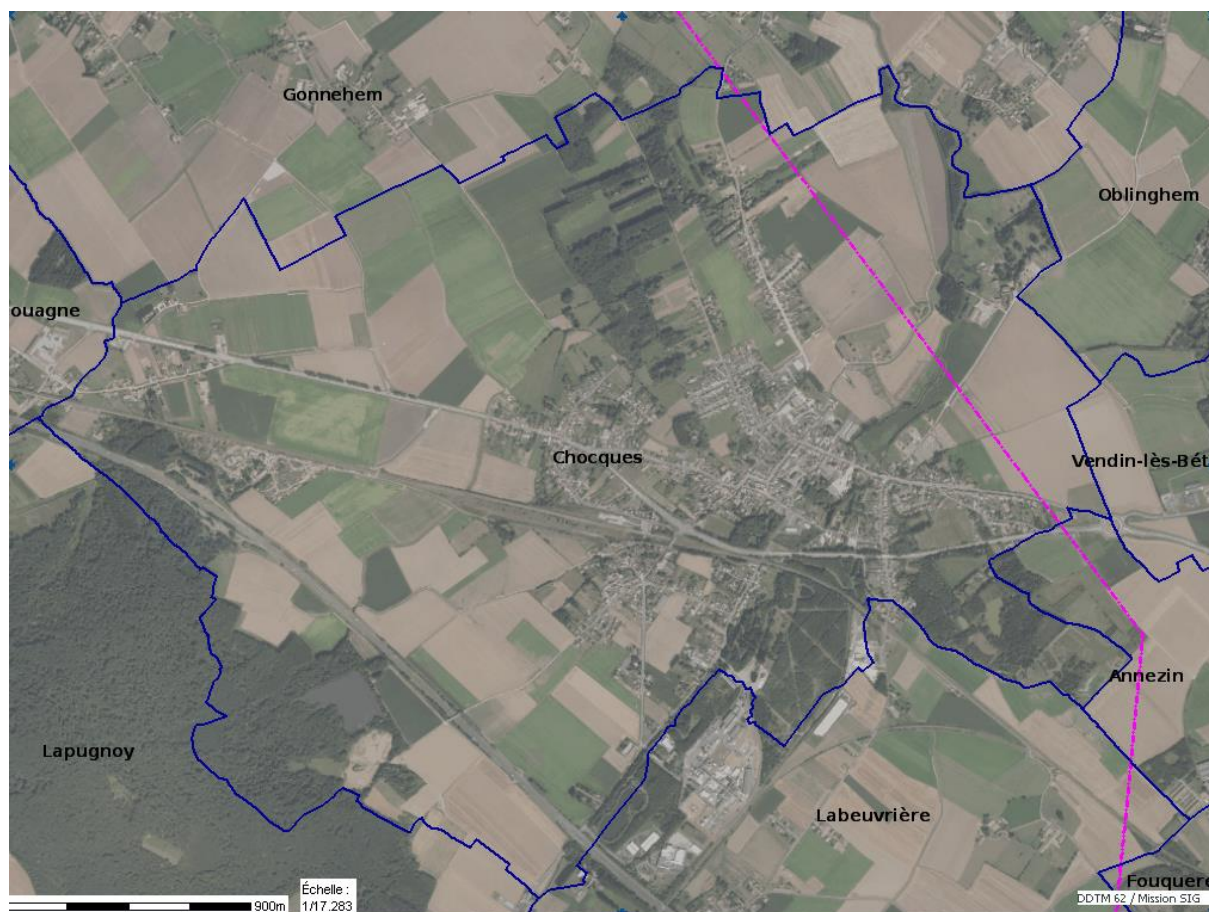 Gonnehem
Oblinghem
ouagne
Chocques
Vendin-lès-Bét
Annezin
Lapugnoy
Labeuvrière
Fouquere
Échelle :
1/17.283
900m
DDTM 62 / Mission SIG